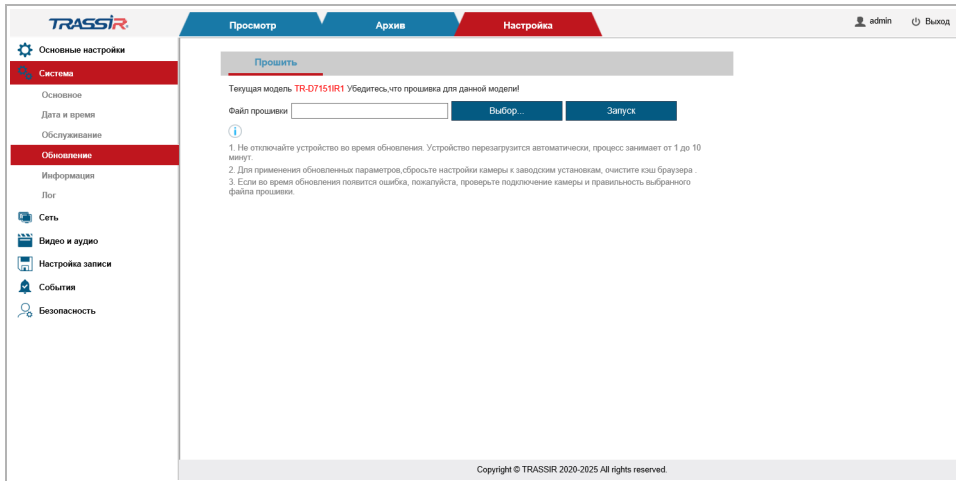 TRASSIR
Просмотр
Архив
Настройка
admin
Выход
Основные настройки
Система
Основное
Дата и время
Обслуживание
Обновление
Информация
Лог
Сеть
Видео и аудио
Настройка записи
События
Безопасность
Прошить
Текущая модель TR-D7151IR1 Убедитесь,что прошивка для данной модели!
Файл прошивки
Выбор...
Запуск
1. Не отключайте устройство во время обновления. Устройство перезагрузится автоматически, процесс занимает от 1 до 10
минут.
2. Для применения обновленных параметров,сбросьте настройки камеры к заводским установкам, очистите кэш браузера .
3. Если во время обновления появится ошибка, пожалуйста, проверьте подключение камеры и правильность выбранного
файла прошивки.
Copyright © TRASSIR 2020-2025 All rights reserved.